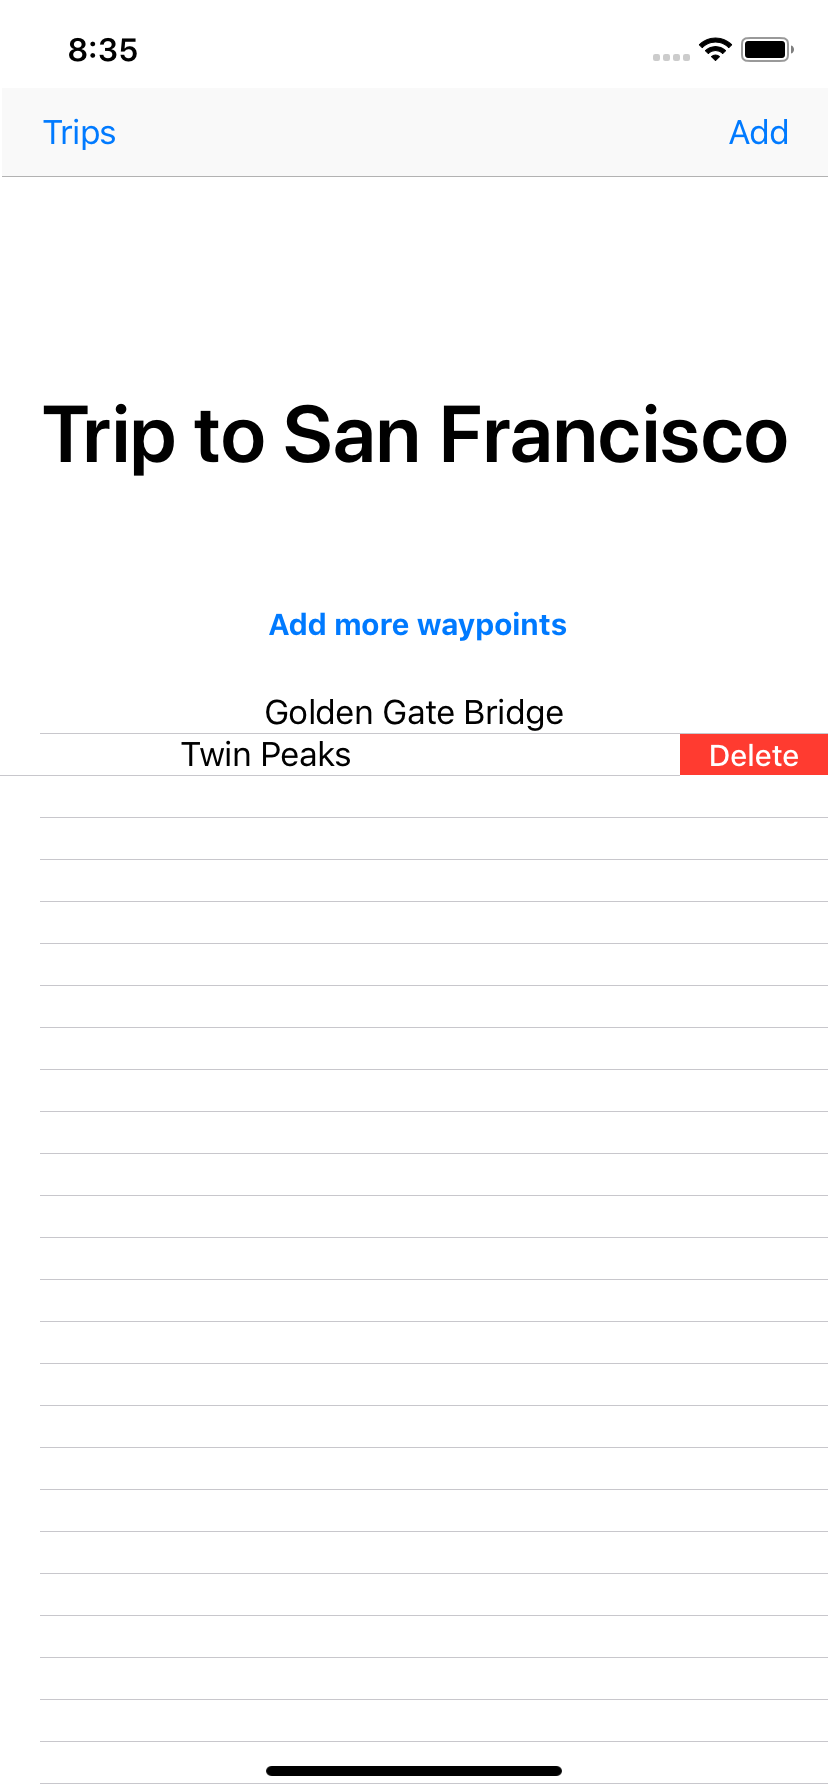 8:35
Trips Add
Trip to San Francisco
Add more waypoints
Golden Gate Bridge
Twin Peaks Delete